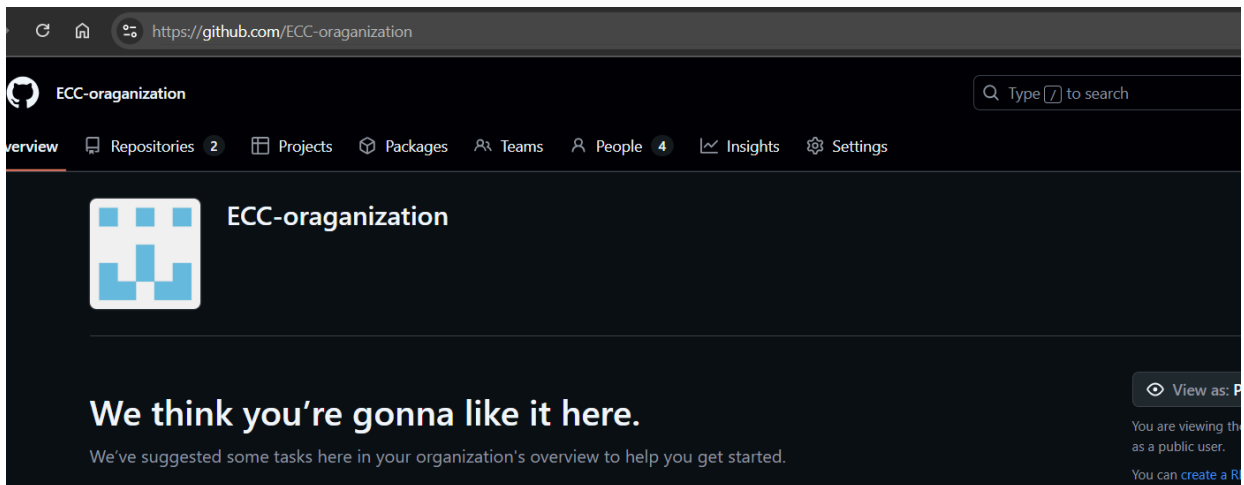 https://github.com/ECC-oraganization
ECC-oraganization
Type / to search
verview Repositories 2 Projects Packages Teams People 4 Insights Settings
ECC-oraganization
We think you’re gonna like it here.
We’ve suggested some tasks here in your organization's overview to help you get started.
View as: P
You are viewing the
as a public user.
You can create a RE